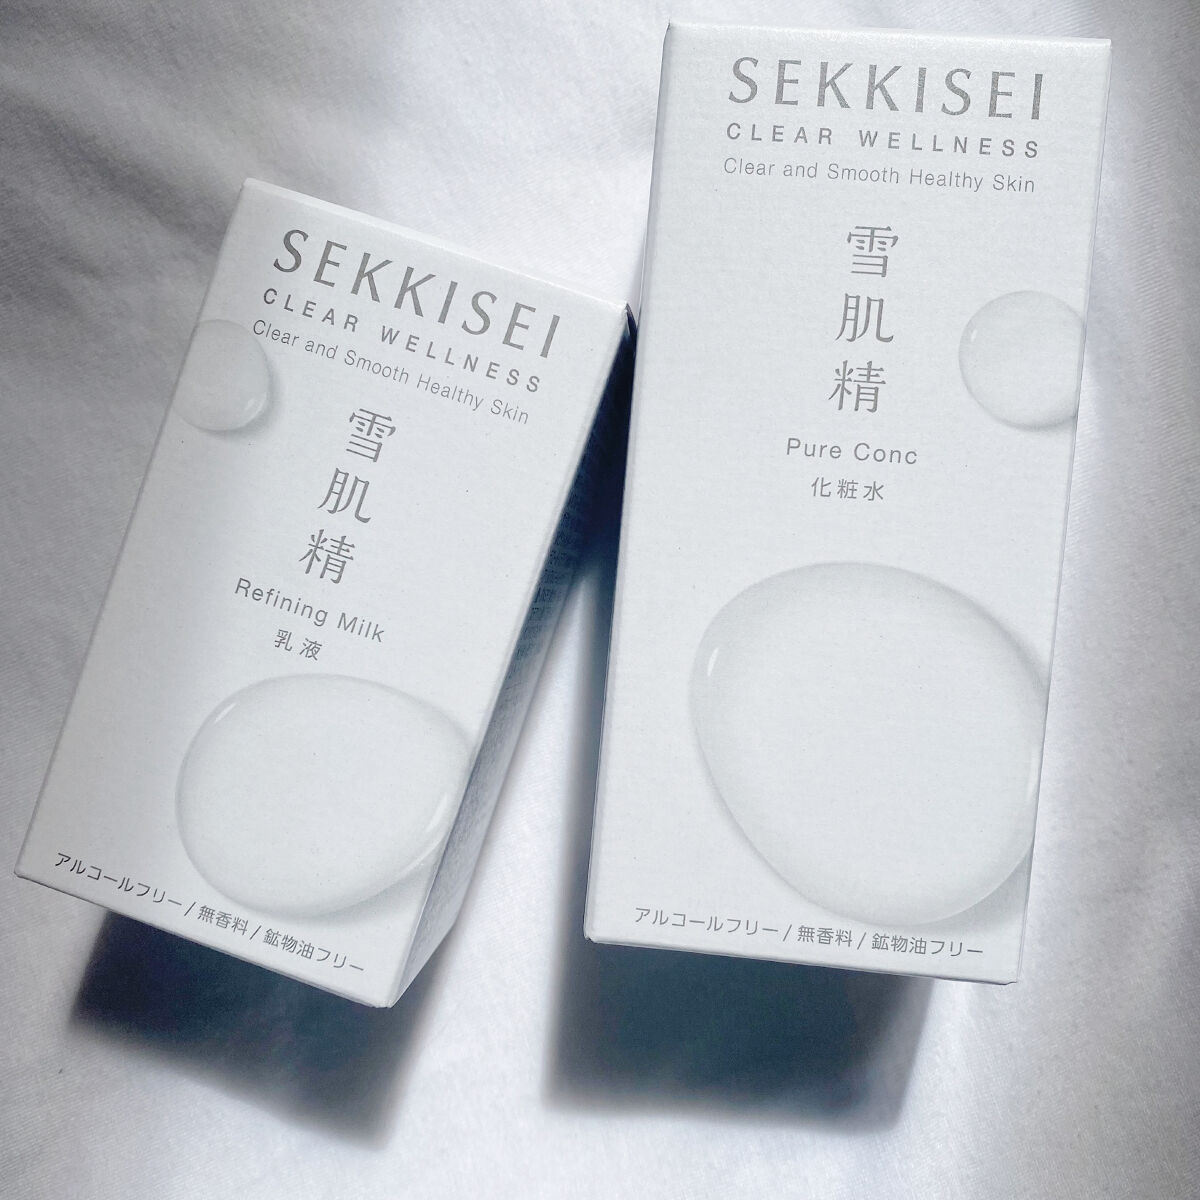 SEKKISEI
CLEAR WELLNESS
Clear and Smooth Healthy Skin
雪肌精
Refining Milk
乳液
アルコールフリー/無香料/鉱物油フリー
SEKKISEI
CLEAR WELLNESS
Clear and Smooth Healthy Skin
雪肌精
Pure Conc
化粧水
アルコールフリー/無香料/鉱物油フリー